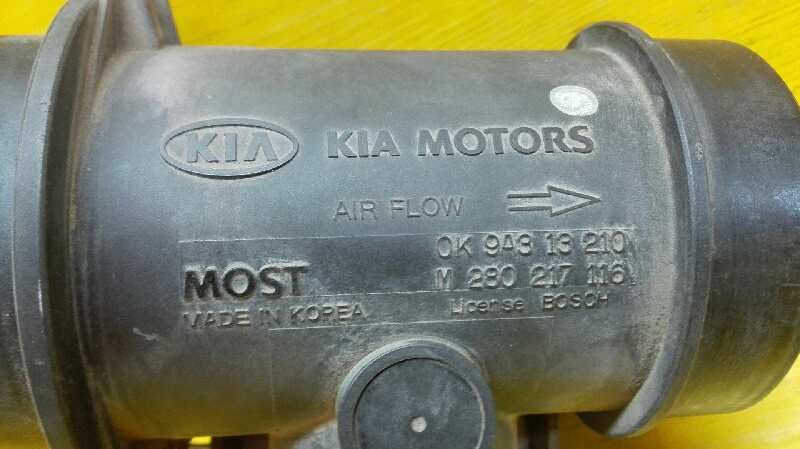 KIA KIA MOTORS
AIR FLOW
0K 9A3 13 210
MOST M 280 217 116
MADE IN KOREA License BOSCH